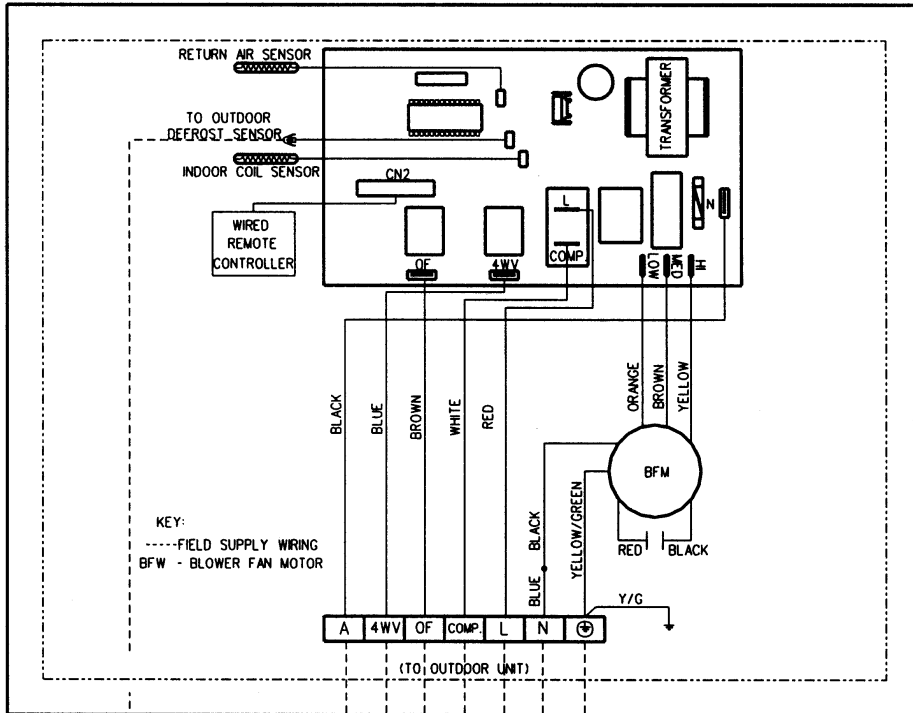 RETURN AIR SENSOR
TO OUTDOOR
DEFROST SENSOR
INDOOR COIL SENSOR
CN2
WIRED
REMOTE
CONTROLLER
TRANSFORMER
L
COMP.
N
OF
4WV
LOW
MED
HI
BLACK
BLUE
BROWN
WHITE
RED
ORANGE
BROWN
YELLOW
BFM
BLACK
BLUE
YELLOW/GREEN
RED
BLACK
KEY:
-----FIELD SUPPLY WIRING
BFW - BLOWER FAN MOTOR
Y/G
A
4WV
OF
COMP.
L
N
(TO OUTDOOR UNIT)